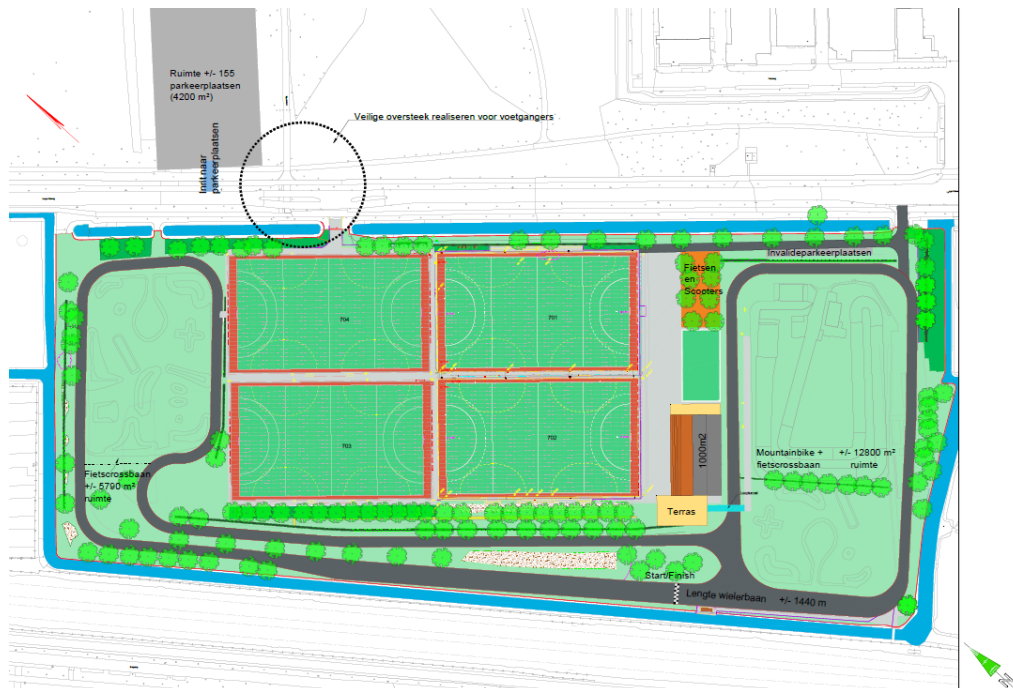 Ruimte +/- 155
parkeerplaatsen
(4200 m²)
Inrit naar
parkeerplaatsen
Veilige oversteek realiseren voor voetgangers
Invalideparkeerplaatsen
Fietsen
en
Scooters
704
701
703
702
1000m2
Terras
Fietscrossbaan
+/- 5790 m²
ruimte
Mountainbike + +/- 12800 m²
fietscrossbaan ruimte
Start/Finish
Lengte wielerbaan +/- 1440 m
N